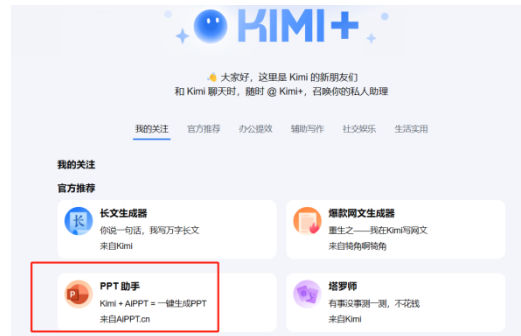 KIMI+
👋 大家好，这里是 Kimi 的新朋友们
和 Kimi 聊天时，随时 @ Kimi+，召唤你的私人助理
我的关注 官方推荐 办公提效 辅助写作 社交娱乐 生活实用
我的关注
官方推荐
长
长文生成器
你说一句话，我写万字长文
来自Kimi
爆款网文生成器
重生之——我在Kimi写网文
来自犄角啊犄角
P
PPT 助手
Kimi + AiPPT = 一键生成PPT
来自AiPPT.cn
塔罗师
有事没事测一测，不花钱
来自Kimi